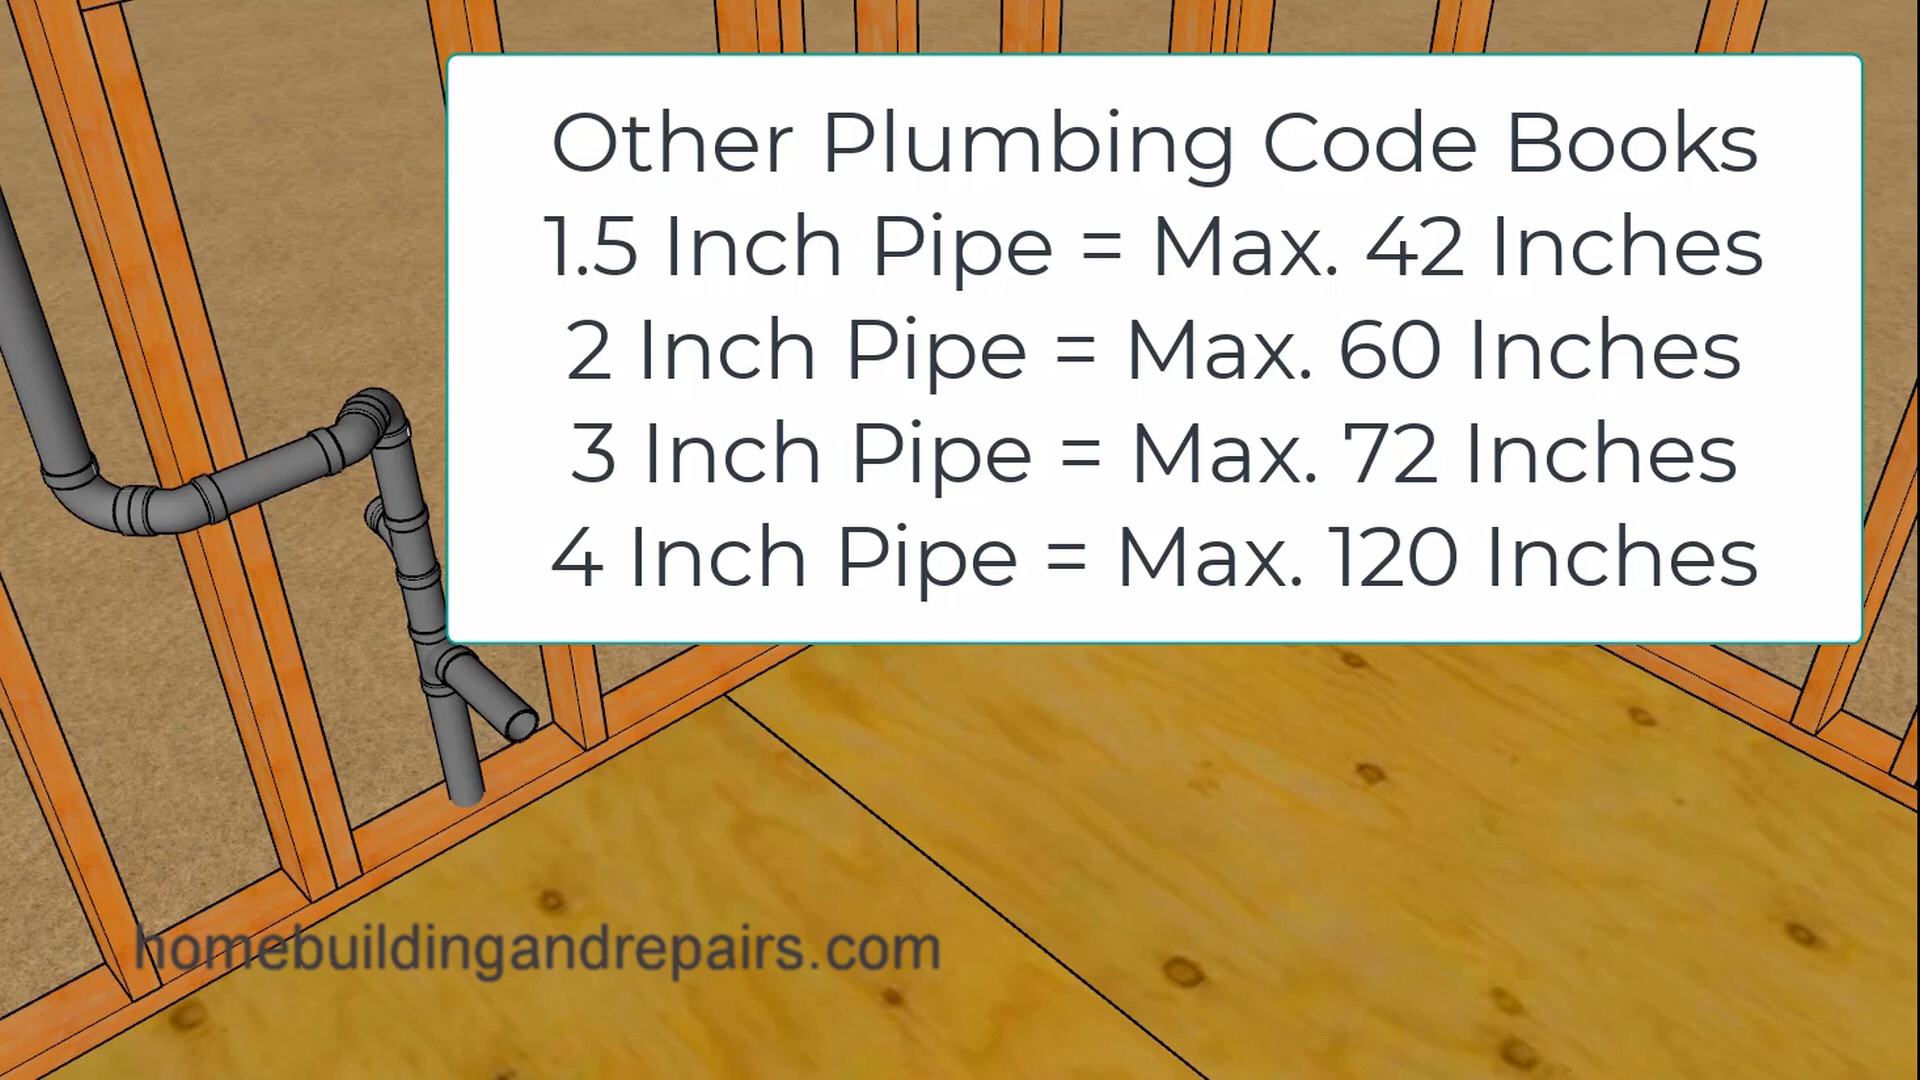 Other Plumbing Code Books
1.5 Inch Pipe = Max. 42 Inches
2 Inch Pipe = Max. 60 Inches
3 Inch Pipe = Max. 72 Inches
4 Inch Pipe = Max. 120 Inches
homebuildingandrepairs.com